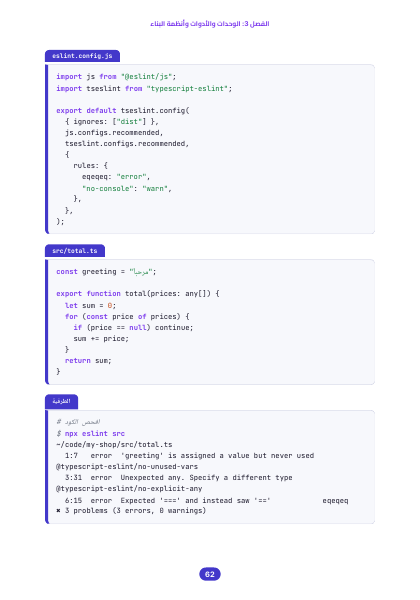 الفصل 3: الوحدات والأدوات وأنظمة البناء
eslint.config.js
import js from "@eslint/js";
import tseslint from "typescript-eslint";
export default tseslint.config(
{ ignores: ["dist"] },
js.configs.recommended,
tseslint.configs.recommended,
{
rules: {
eqeqeq: "error",
"no-console": "warn",
},
},
);
src/total.ts
const greeting = "مرحبا";
export function total(prices: any[]) {
let sum = 0;
for (const price of prices) {
if (price == null) continue;
sum += price;
}
return sum;
}
الطرفية
# افحص الكود
$ npx eslint src
~/code/my-shop/src/total.ts
1:7 error 'greeting' is assigned a value but never used
@typescript-eslint/no-unused-vars
3:31 error Unexpected any. Specify a different type
@typescript-eslint/no-explicit-any
6:15 error Expected '===' and instead saw '==' eqeqeq
✖ 3 problems (3 errors, 0 warnings)
62